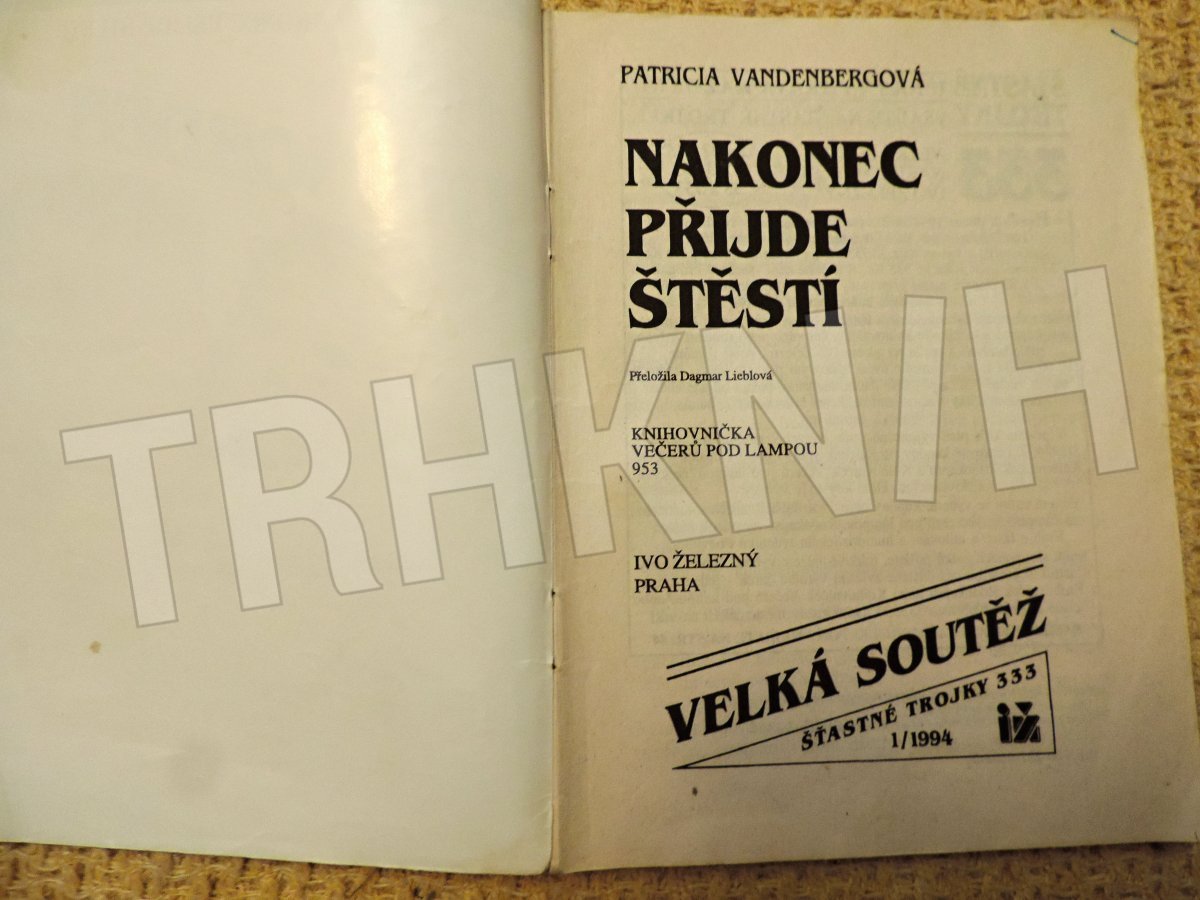 PATRICIA VANDENBERGOVÁ
NAKONEC
PŘIJDE
ŠTĚSTÍ
Přeložila Dagmar Lieblová
KNIHOVNIČKA
VEČERŮ POD LAMPOU
953
IVO ŽELEZNÝ
PRAHA
VELKÁ SOUTĚŽ
ŠŤASTNÉ TROJKY 333
1/1994
iž
TRHKNIH